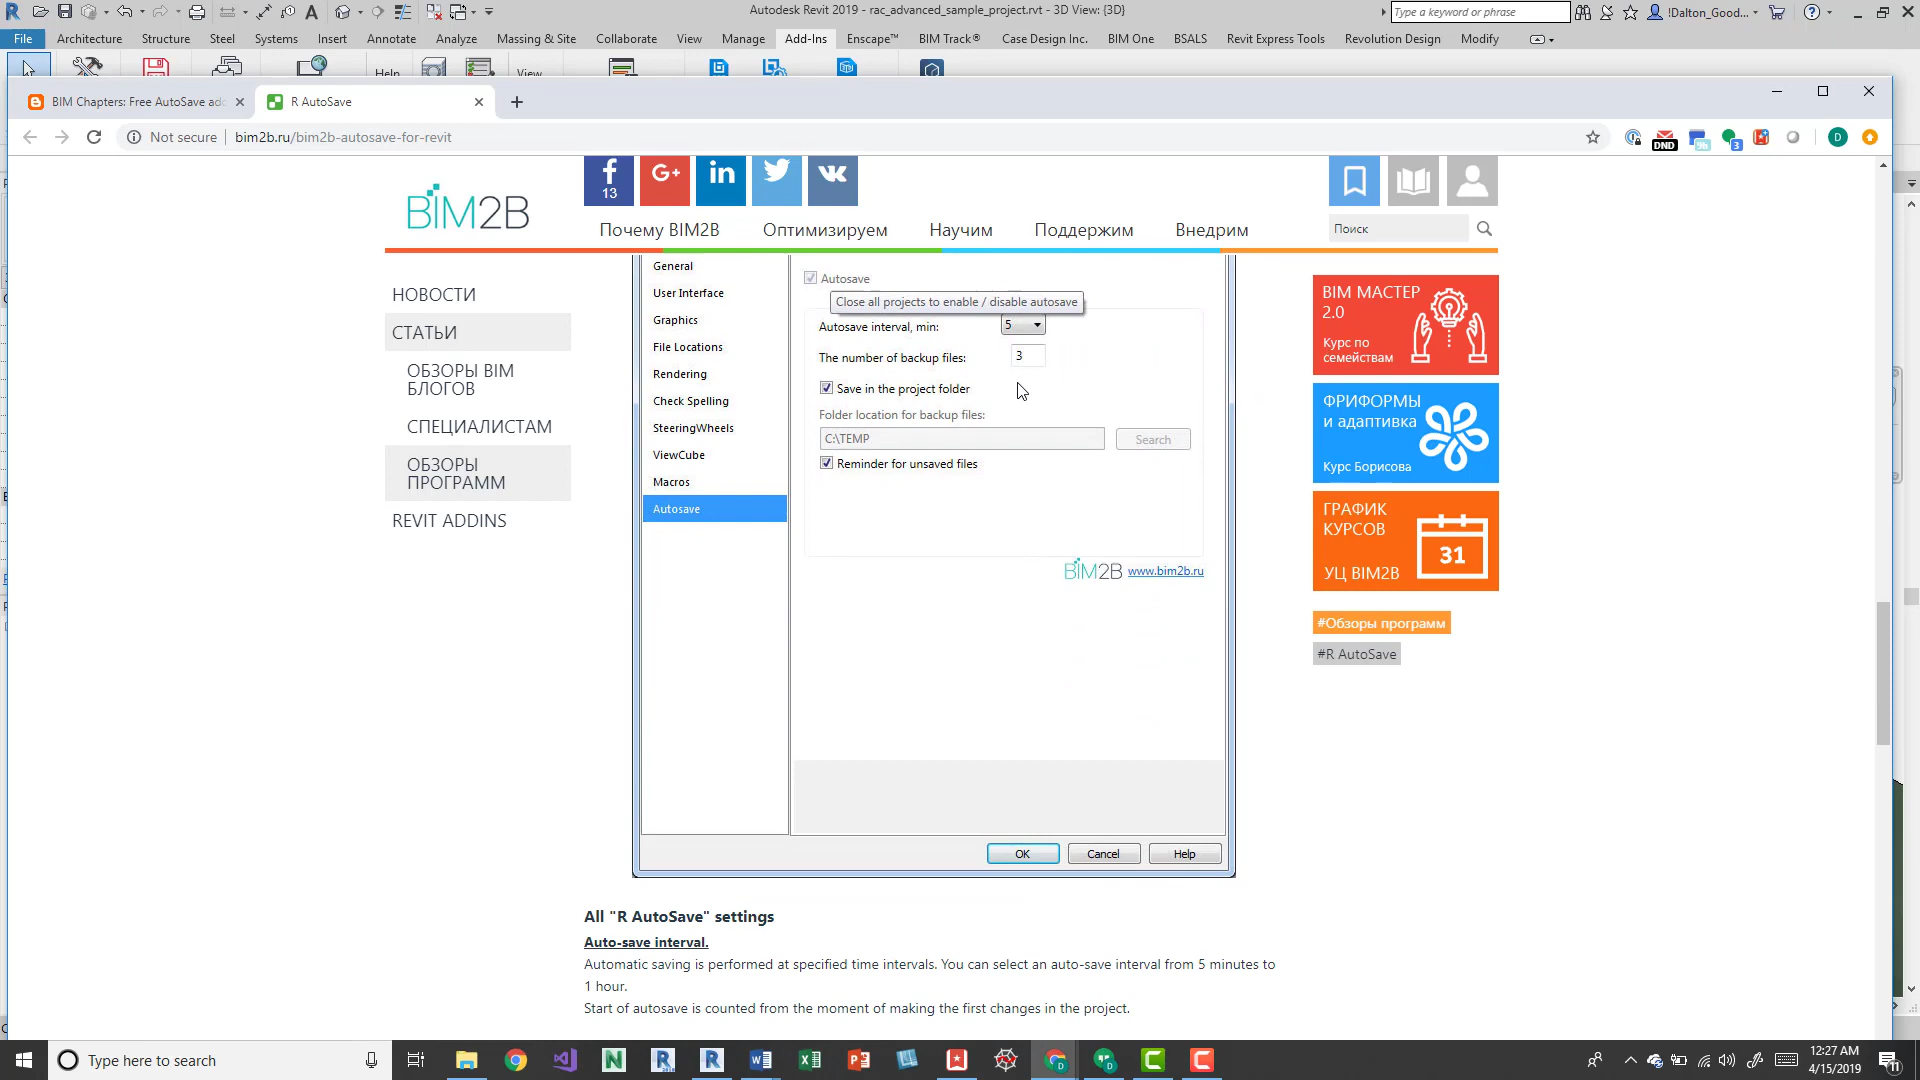 Autodesk Revit 2019 - rac_advanced_sample_project.rvt - 3D View: {3D}
Type a keyword or phrase
!Dalton_Good...
File Architecture Structure Steel Systems Insert Annotate Analyze Massing & Site Collaborate View Manage Add-Ins Enscape™ BIM Track® Case Design Inc. BIM One BSALS Revit Express Tools Revolution Design Modify
Help
View
BIM Chapters: Free AutoSave ad
R AutoSave
Not secure bim2b.ru/bim2b-autosave-for-revit
DND
9h
3
D
13
BIM2B
Почему BIM2B Оптимизируем Научим Поддержим Внедрим
Поиск
НОВОСТИ
СТАТЬИ
ОБЗОРЫ BIM
БЛОГОВ
СПЕЦИАЛИСТАМ
ОБЗОРЫ
ПРОГРАММ
REVIT ADDINS
General
User Interface
Graphics
File Locations
Rendering
Check Spelling
SteeringWheels
ViewCube
Macros
Autosave
Autosave
Close all projects to enable / disable autosave
Autosave interval, min: 5
The number of backup files: 3
Save in the project folder
Folder location for backup files:
C:\TEMP
Search
Reminder for unsaved files
BIM2B www.bim2b.ru
OK Cancel Help
BIM МАСТЕР
2.0
Курс по
семействам
ФРИФОРМЫ
и адаптивка
Курс Борисова
ГРАФИК
КУРСОВ
31
УЦ BIM2B
#Обзоры программ
#R AutoSave
All "R AutoSave" settings
Auto-save interval.
Automatic saving is performed at specified time intervals. You can select an auto-save interval from 5 minutes to
1 hour.
Start of autosave is counted from the moment of making the first changes in the project.
Type here to search
12:27 AM
4/15/2019
11